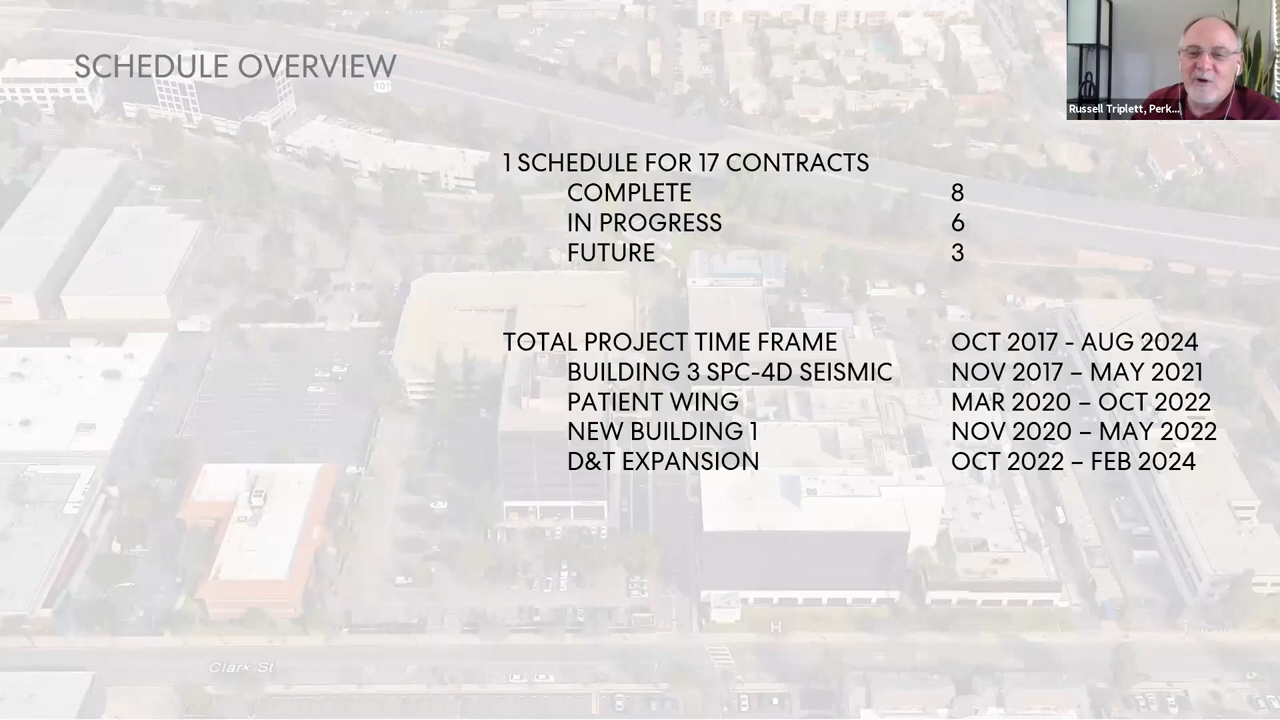 SCHEDULE OVERVIEW
101
Russell Triplett, Perk...
1 SCHEDULE FOR 17 CONTRACTS
COMPLETE 8
IN PROGRESS 6
FUTURE 3
TOTAL PROJECT TIME FRAME OCT 2017 - AUG 2024
BUILDING 3 SPC-4D SEISMIC NOV 2017 – MAY 2021
PATIENT WING MAR 2020 – OCT 2022
NEW BUILDING 1 NOV 2020 – MAY 2022
D&T EXPANSION OCT 2022 – FEB 2024
H
Clark St